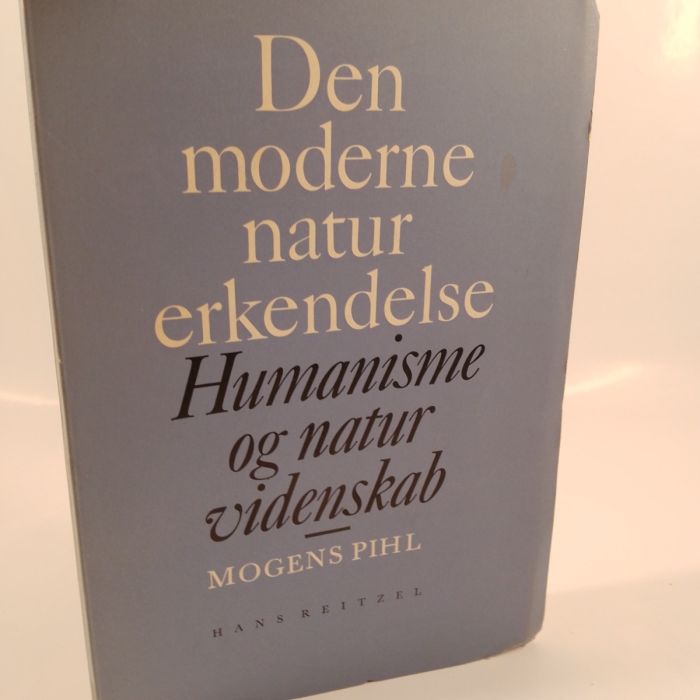 Den
moderne
natur
erkendelse
Humanisme
og natur
videnskab
MOGENS PIHL
HANS REITZEL